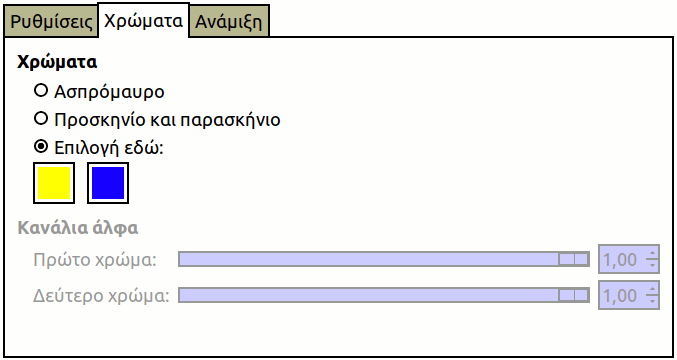 Ρυθμίσεις Χρώματα Ανάμιξη
Χρώματα
Ασπρόμαυρο
Προσκηνίο και παρασκήνιο
Επιλογή εδώ:
Κανάλια άλφα
Πρώτο χρώμα: 1,00
Δεύτερο χρώμα: 1,00